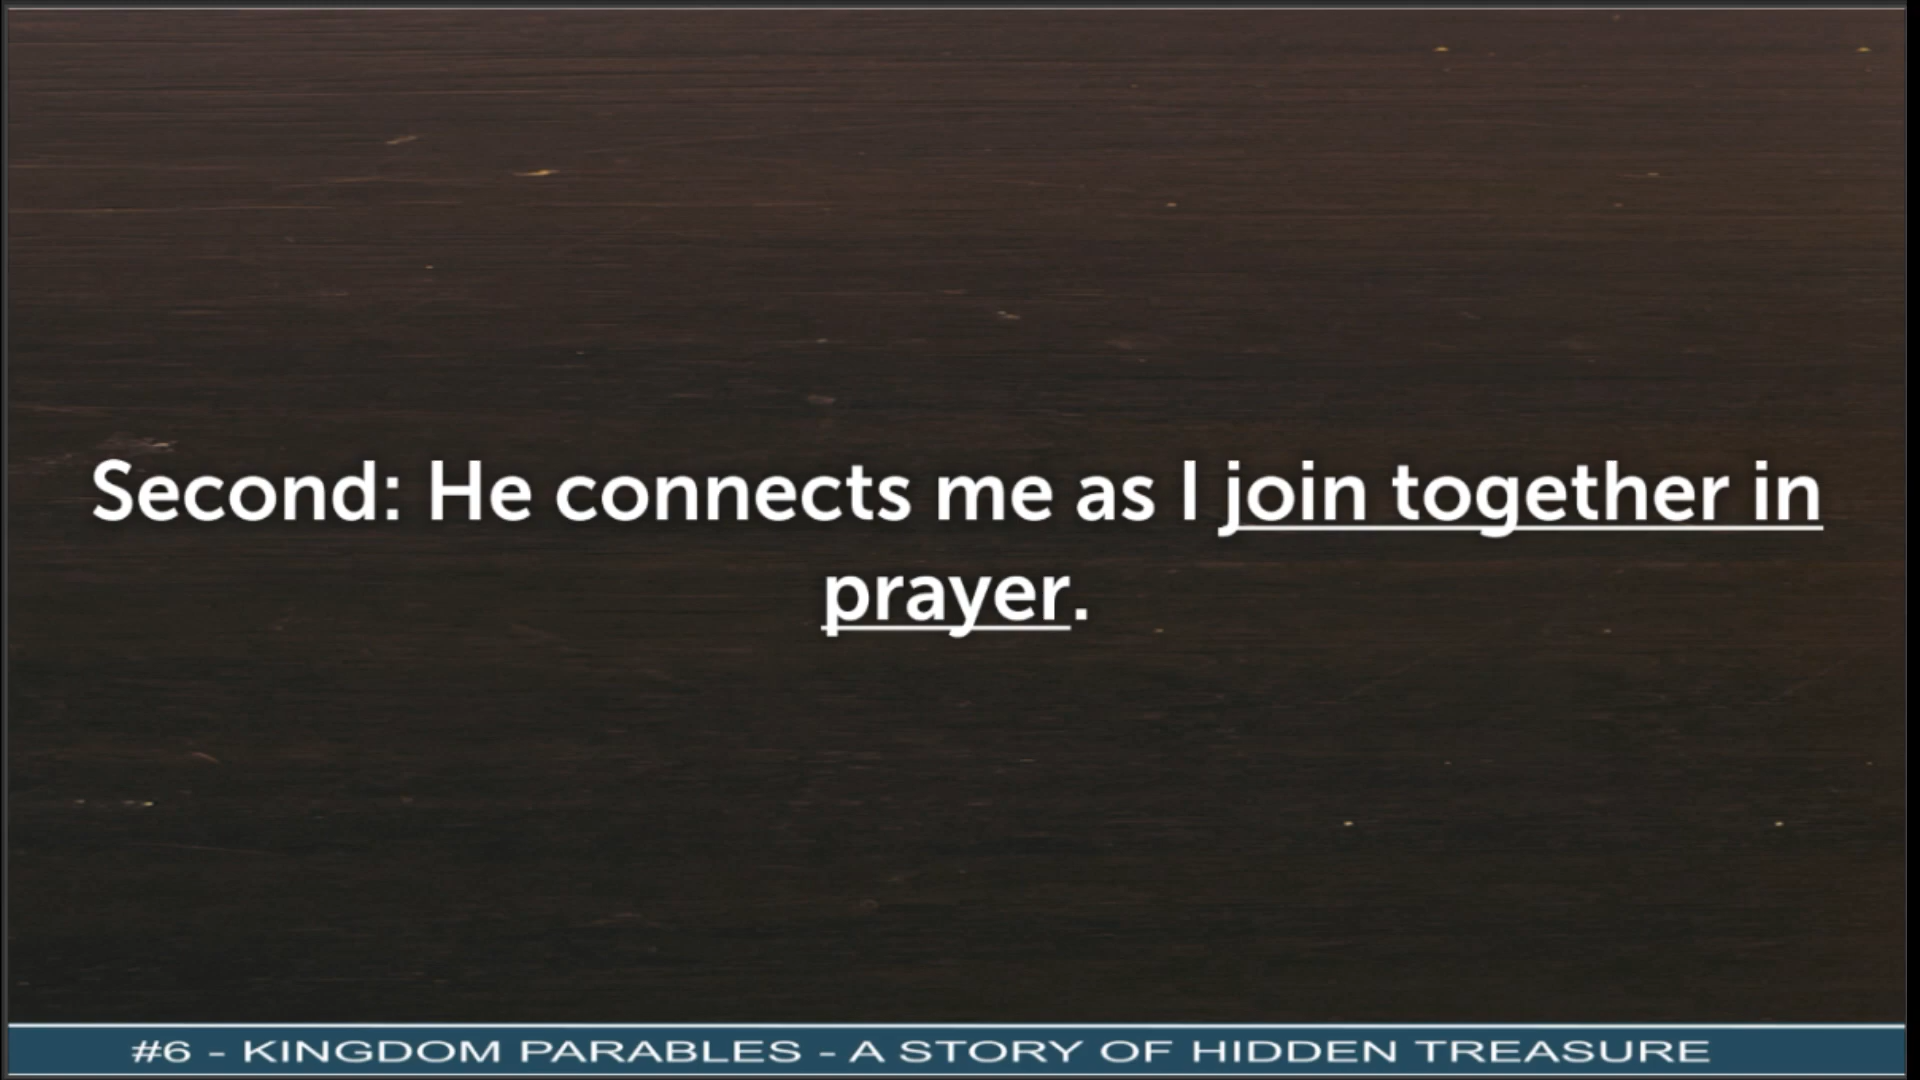 Second: He connects me as I join together in
prayer.
#6 - KINGDOM PARABLES - A STORY OF HIDDEN TREASURE